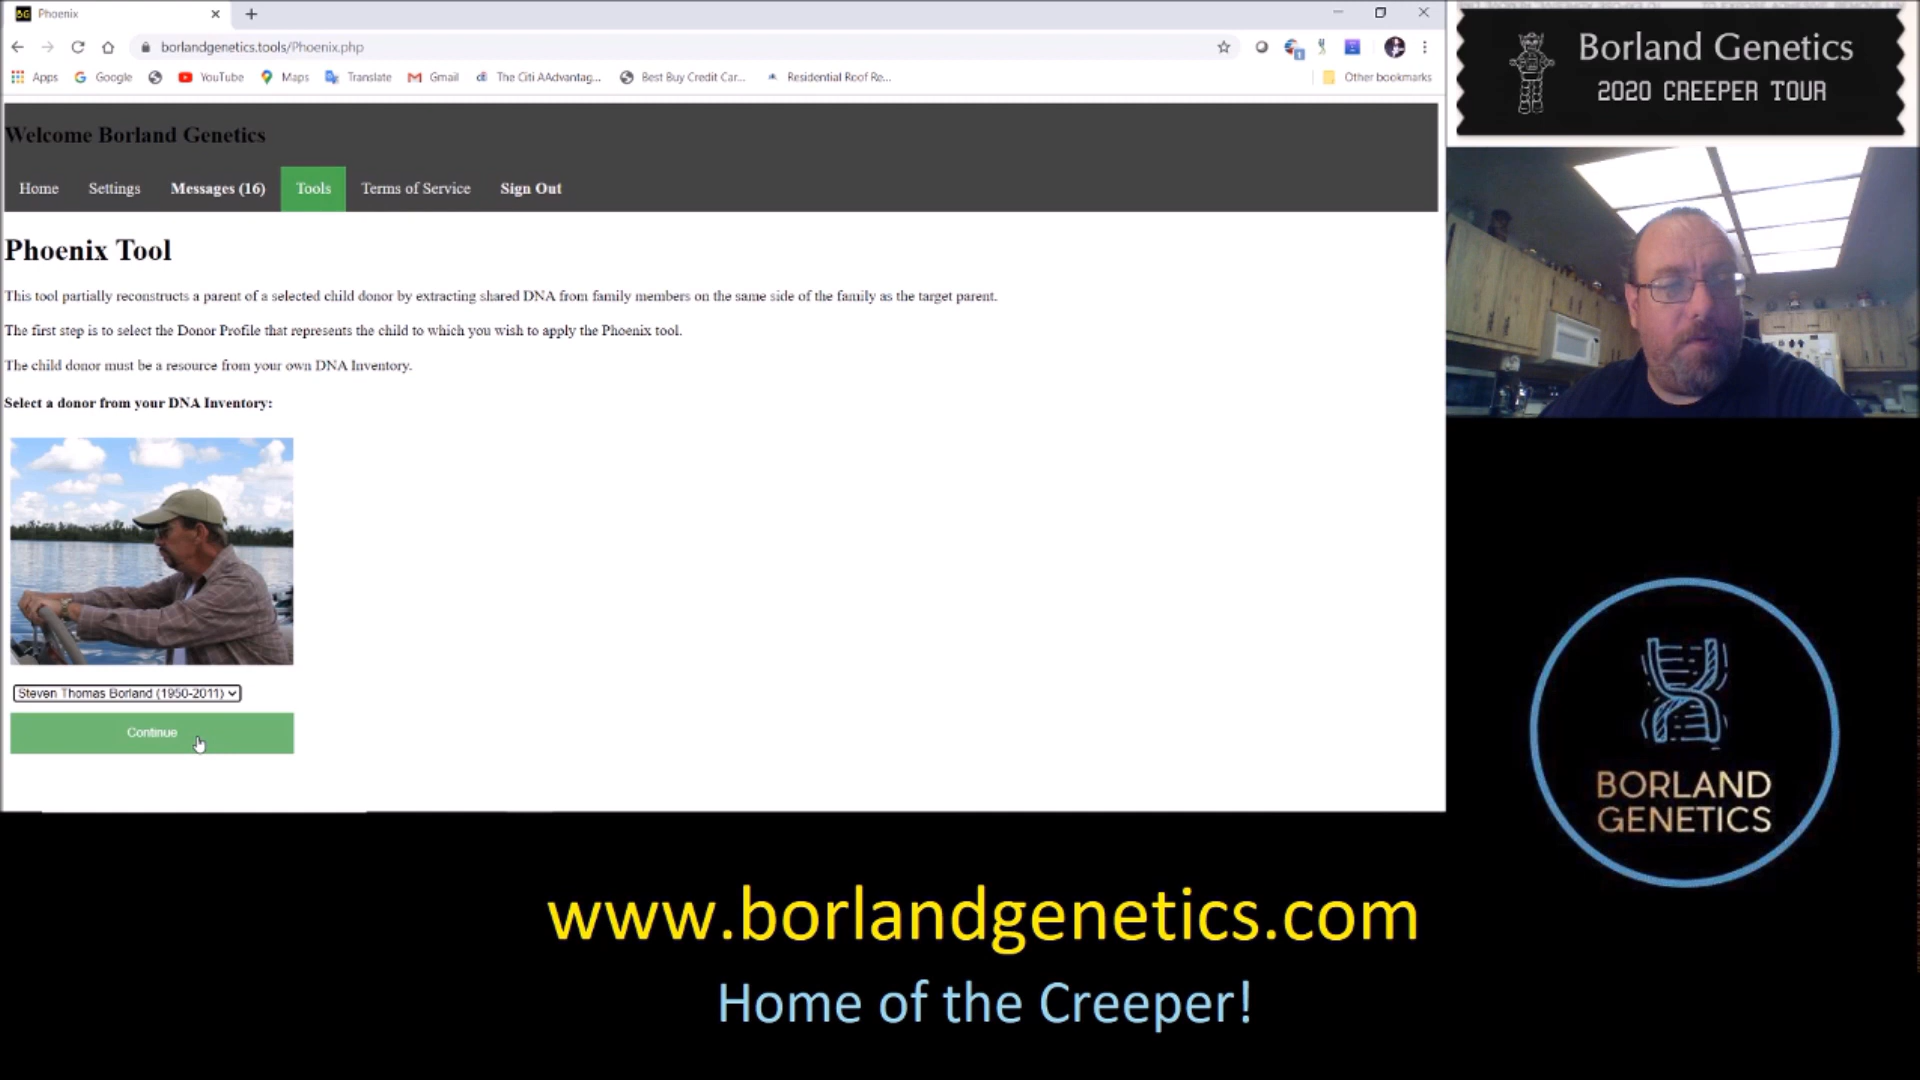 Phoenix
borlandgenetics.tools/Phoenix.php
Apps Google YouTube Maps Translate Gmail The Citi AAdvantag... Best Buy Credit Car... Residential Roof Re... Other bookmarks
Welcome Borland Genetics
Home Settings Messages (16) Tools Terms of Service Sign Out
Phoenix Tool
This tool partially reconstructs a parent of a selected child donor by extracting shared DNA from family members on the same side of the family as the target parent.
The first step is to select the Donor Profile that represents the child to which you wish to apply the Phoenix tool.
The child donor must be a resource from your own DNA Inventory.
Select a donor from your DNA Inventory:
Steven Thomas Borland (1950-2011)
Continue
Borland Genetics
2020 CREEPER TOUR
BORLAND
GENETICS
www.borlandgenetics.com
Home of the Creeper!